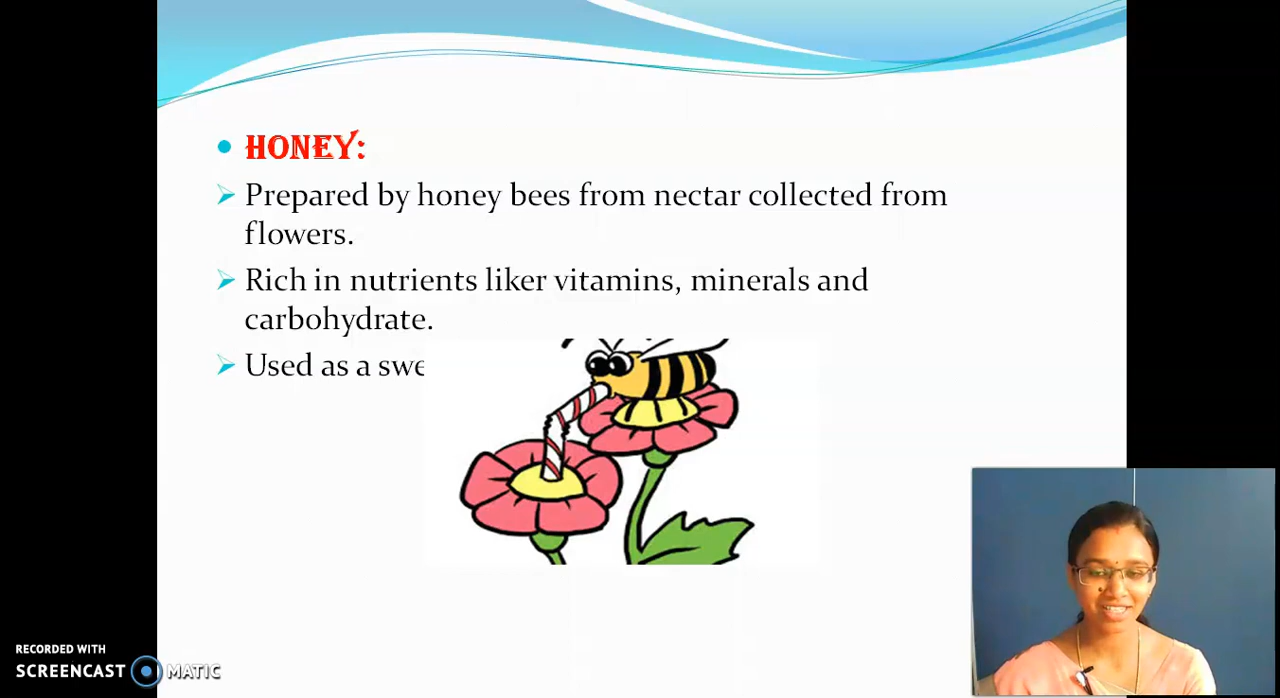 HONEY:
Prepared by honey bees from nectar collected from
flowers.
Rich in nutrients liker vitamins, minerals and
carbohydrate.
Used as a swe
RECORDED WITH
SCREENCAST MATIC